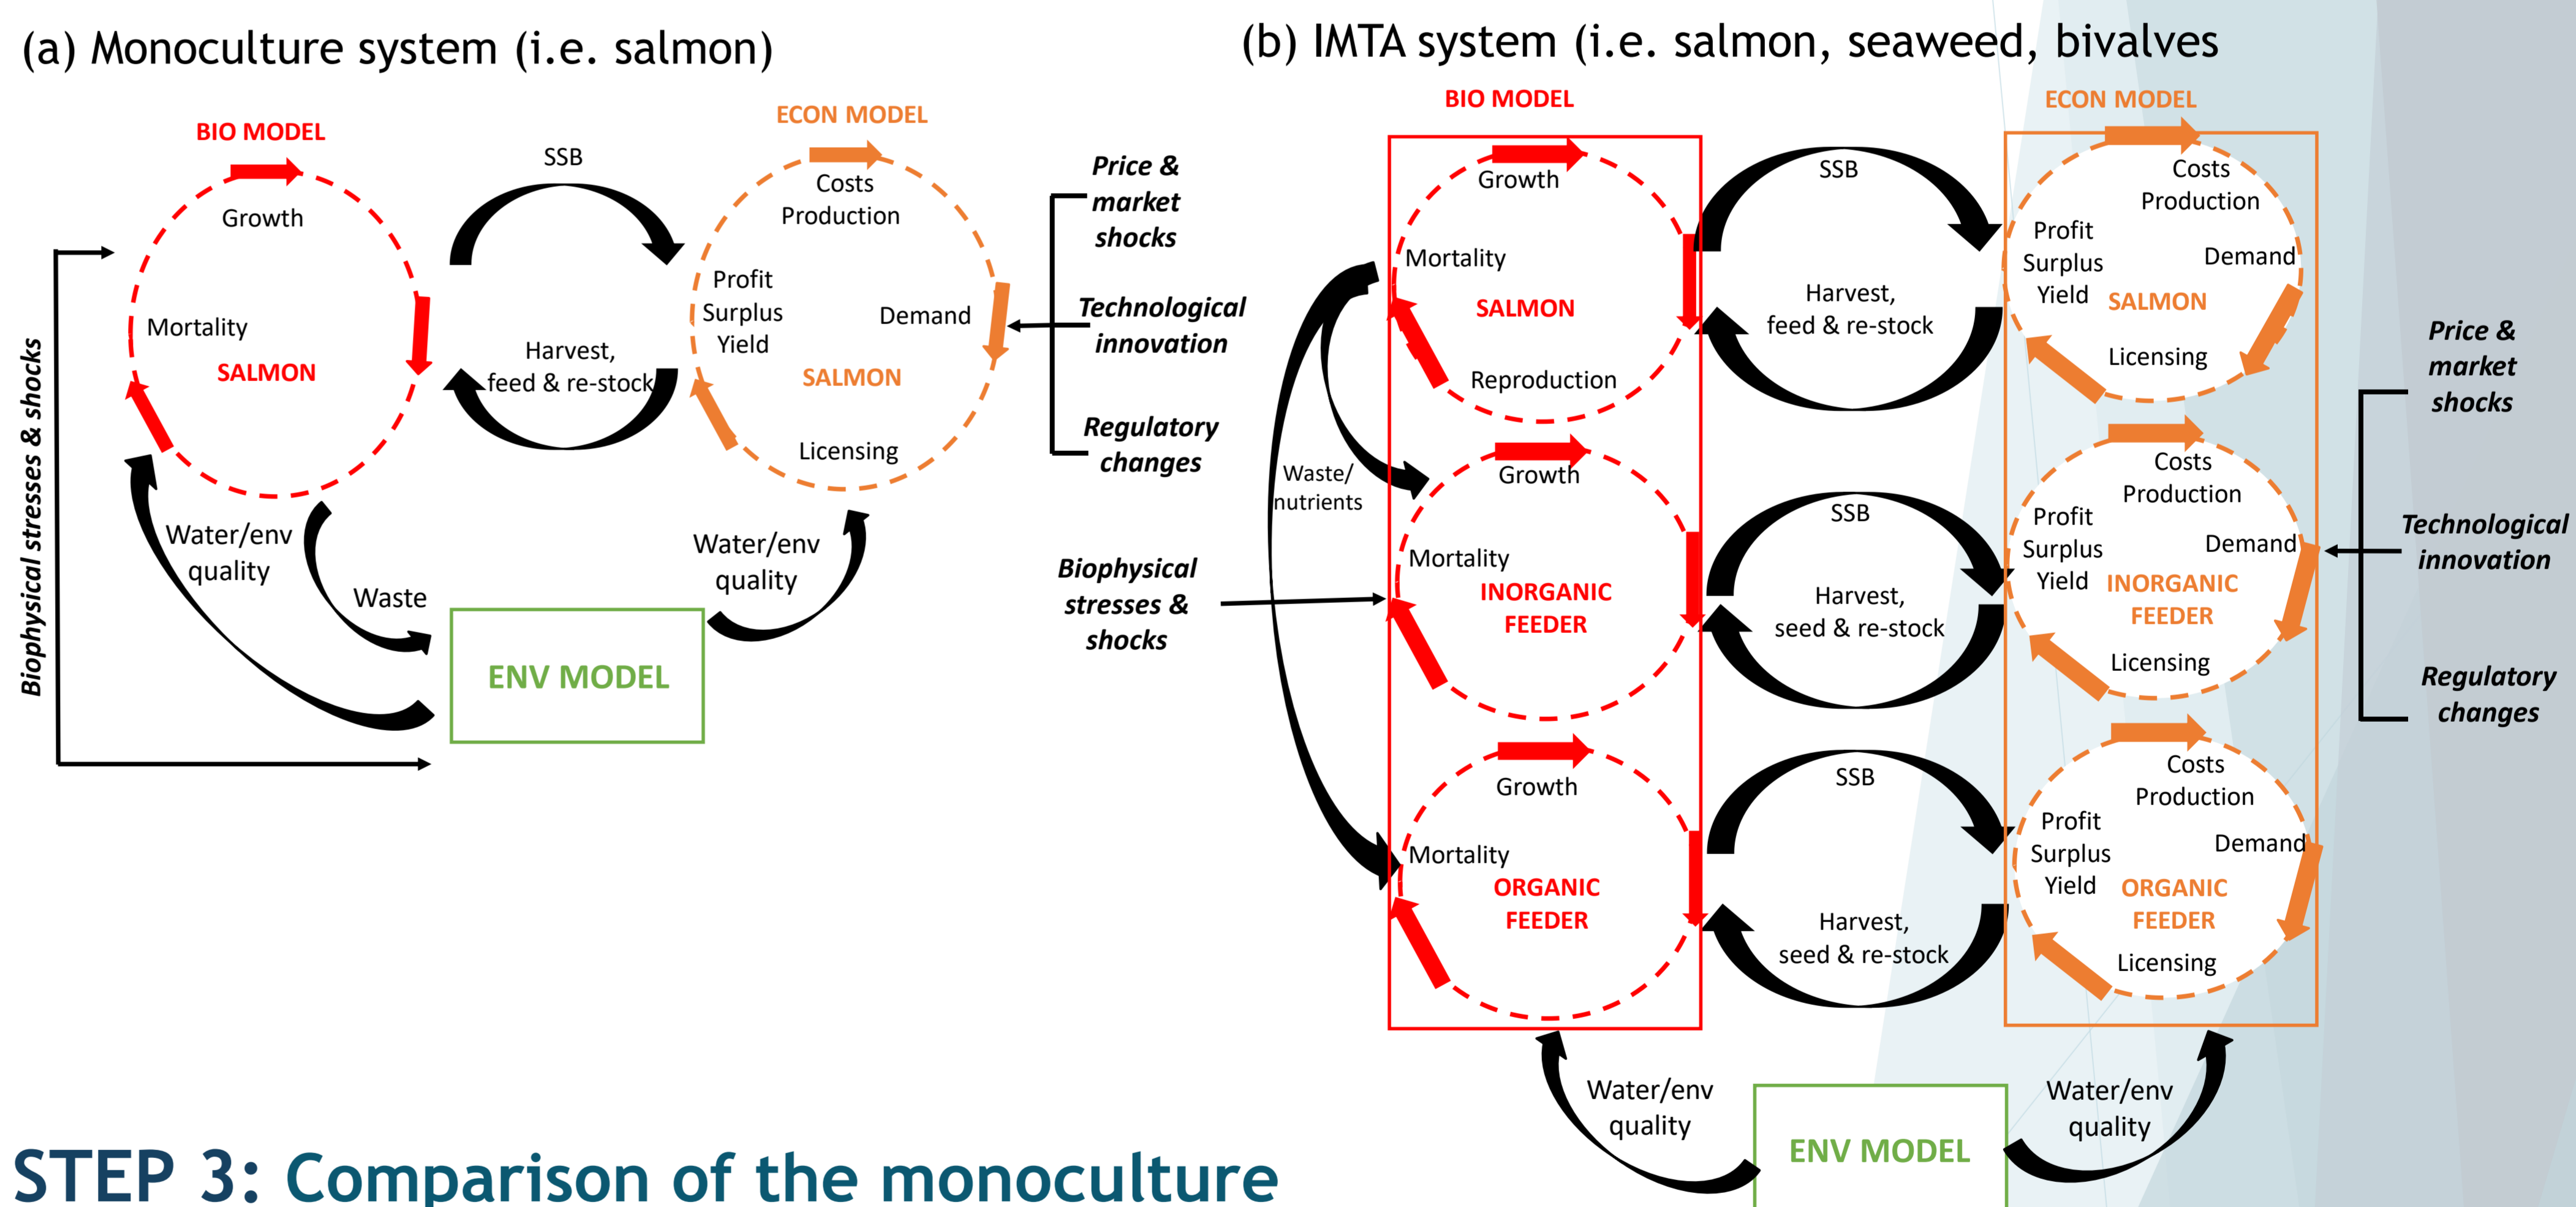 (a) Monoculture system (i.e. salmon)
BIO MODEL
Growth
Mortality
SALMON
SSB
Harvest,
feed & re-stock
ECON MODEL
Costs
Production
Profit
Surplus
Yield
Demand
SALMON
Licensing
Price &
market
shocks
Technological
innovation
Regulatory
changes
Biophysical stresses & shocks
Water/env
quality
Waste
ENV MODEL
Water/env
quality
(b) IMTA system (i.e. salmon, seaweed, bivalves
BIO MODEL
Growth
Mortality
SALMON
Reproduction
Waste/
nutrients
Biophysical
stresses &
shocks
Growth
Mortality
INORGANIC
FEEDER
Growth
Mortality
ORGANIC
FEEDER
SSB
Harvest,
feed & re-stock
SSB
Harvest,
seed & re-stock
SSB
Harvest,
seed & re-stock
ECON MODEL
Costs
Production
Profit
Surplus
Yield
Demand
SALMON
Licensing
Costs
Production
Profit
Surplus
Yield
Demand
INORGANIC
FEEDER
Licensing
Costs
Production
Profit
Surplus
Yield
Demand
ORGANIC
FEEDER
Licensing
Price &
market
shocks
Technological
innovation
Regulatory
changes
Water/env
quality
ENV MODEL
Water/env
quality
STEP 3: Comparison of the monoculture